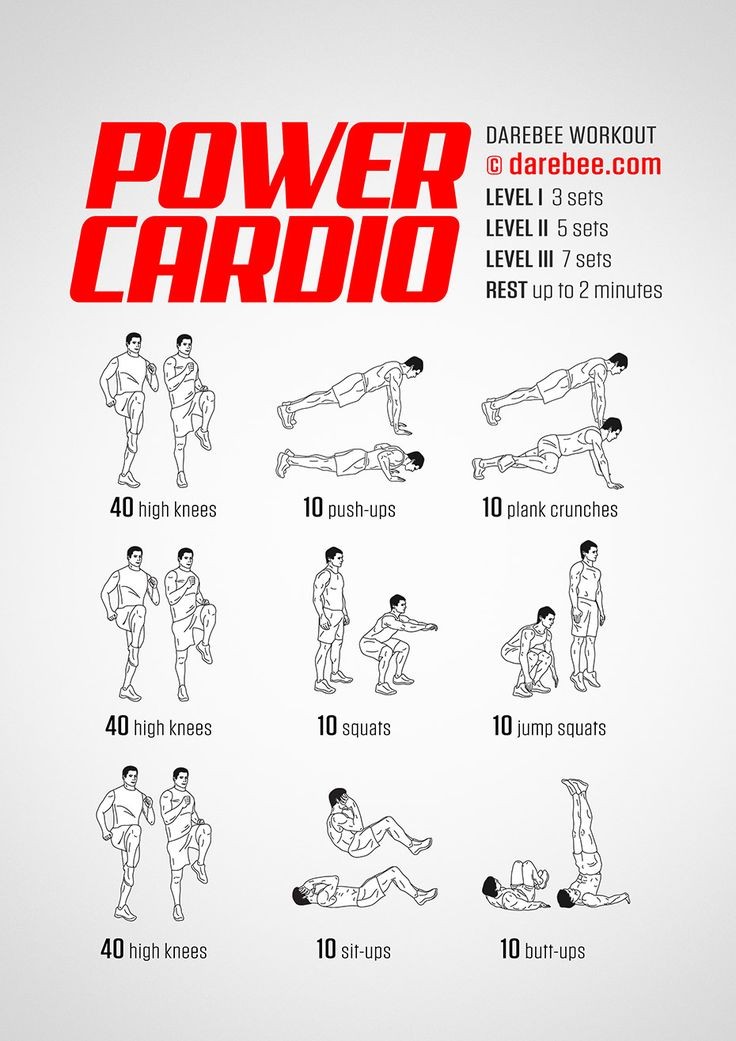 POWER
CARDIO
DAREBEE WORKOUT
© darebee.com
LEVEL I 3 sets
LEVEL II 5 sets
LEVEL III 7 sets
REST up to 2 minutes
40 high knees
10 push-ups
10 plank crunches
40 high knees
10 squats
10 jump squats
40 high knees
10 sit-ups
10 butt-ups